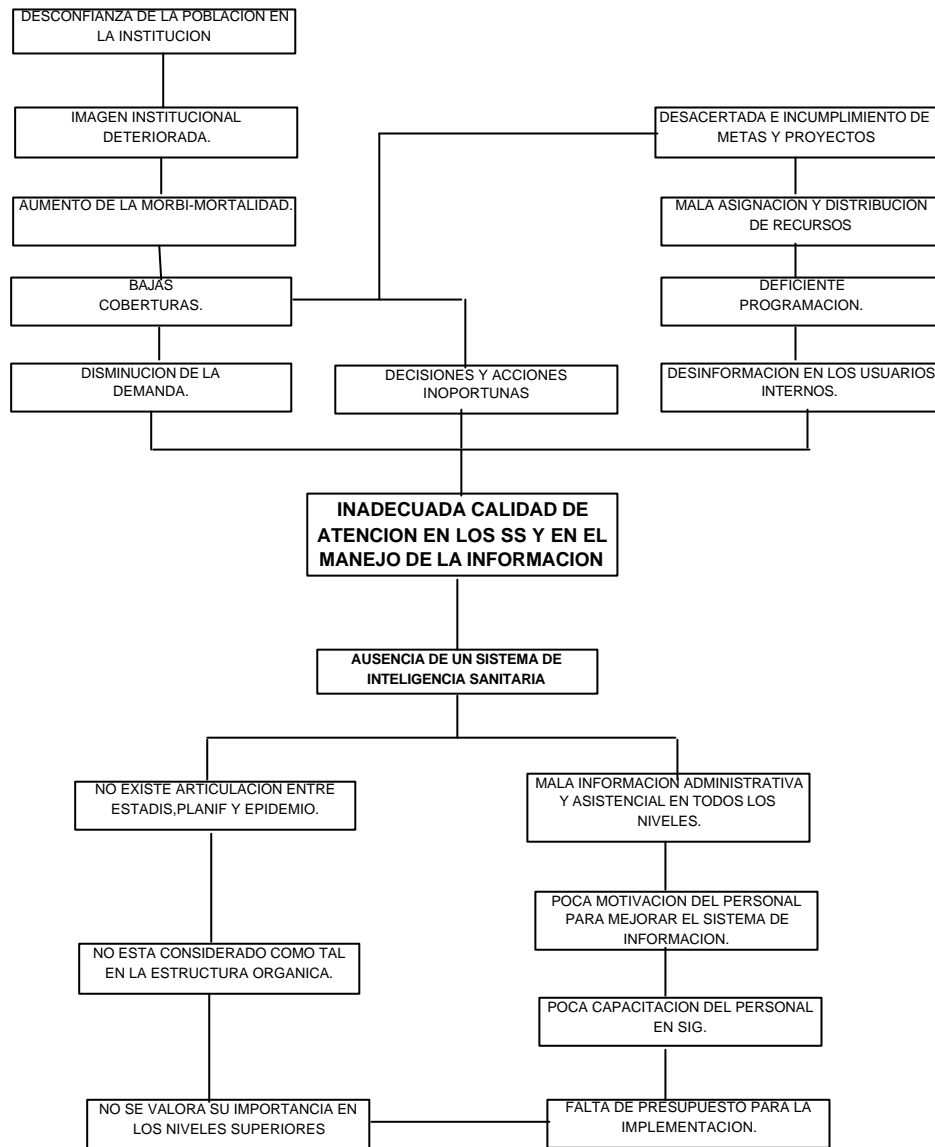 DESCONFIANZA DE LA POBLACION EN
LA INSTITUCION
IMAGEN INSTITUCIONAL
DETERIORADA.
DESACERTADA E INCUMPLIMIENTO DE
METAS Y PROYECTOS
AUMENTO DE LA MORBI-MORTALIDAD.
MALA ASIGNACION Y DISTRIBUCION
DE RECURSOS
BAJAS
COBERTURAS.
DEFICIENTE
PROGRAMACION.
DISMINUCION DE LA
DEMANDA.
DECISIONES Y ACCIONES
INOPORTUNAS
DESINFORMACION EN LOS USUARIOS
INTERNOS.
INADECUADA CALIDAD DE
ATENCION EN LOS SS Y EN EL
MANEJO DE LA INFORMACION
AUSENCIA DE UN SISTEMA DE
INTELIGENCIA SANITARIA
NO EXISTE ARTICULACION ENTRE
ESTADIS,PLANIF Y EPIDEMIO.
MALA INFORMACION ADMINISTRATIVA
Y ASISTENCIAL EN TODOS LOS
NIVELES.
POCA MOTIVACION DEL PERSONAL
PARA MEJORAR EL SISTEMA DE
INFORMACION.
NO ESTA CONSIDERADO COMO TAL
EN LA ESTRUCTURA ORGANICA.
POCA CAPACITACION DEL PERSONAL
EN SIG.
NO SE VALORA SU IMPORTANCIA EN
LOS NIVELES SUPERIORES
FALTA DE PRESUPUESTO PARA LA
IMPLEMENTACION.